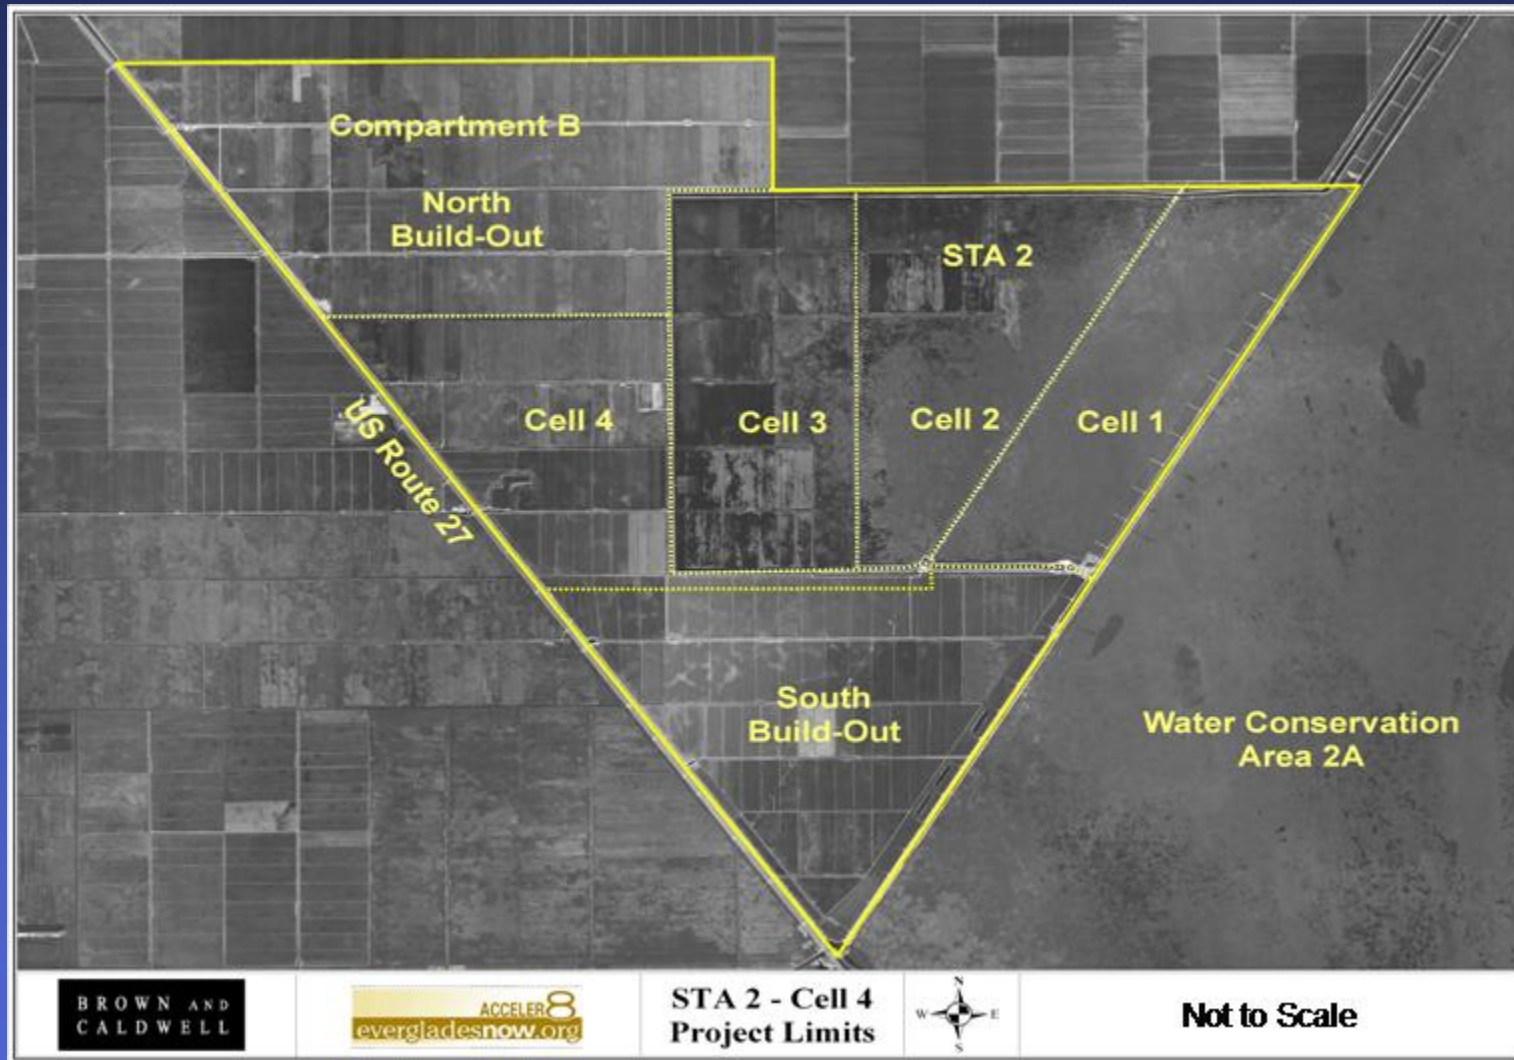 Compartment B
North
Build-Out
STA 2
Cell 4
Cell 3
Cell 2
Cell 1
US Route 27
South
Build-Out
Water Conservation
Area 2A
BROWN AND
CALDWELL
ACCELER8
evergladesnow.org
STA 2 - Cell 4
Project Limits
N
W
E
S
Not to Scale